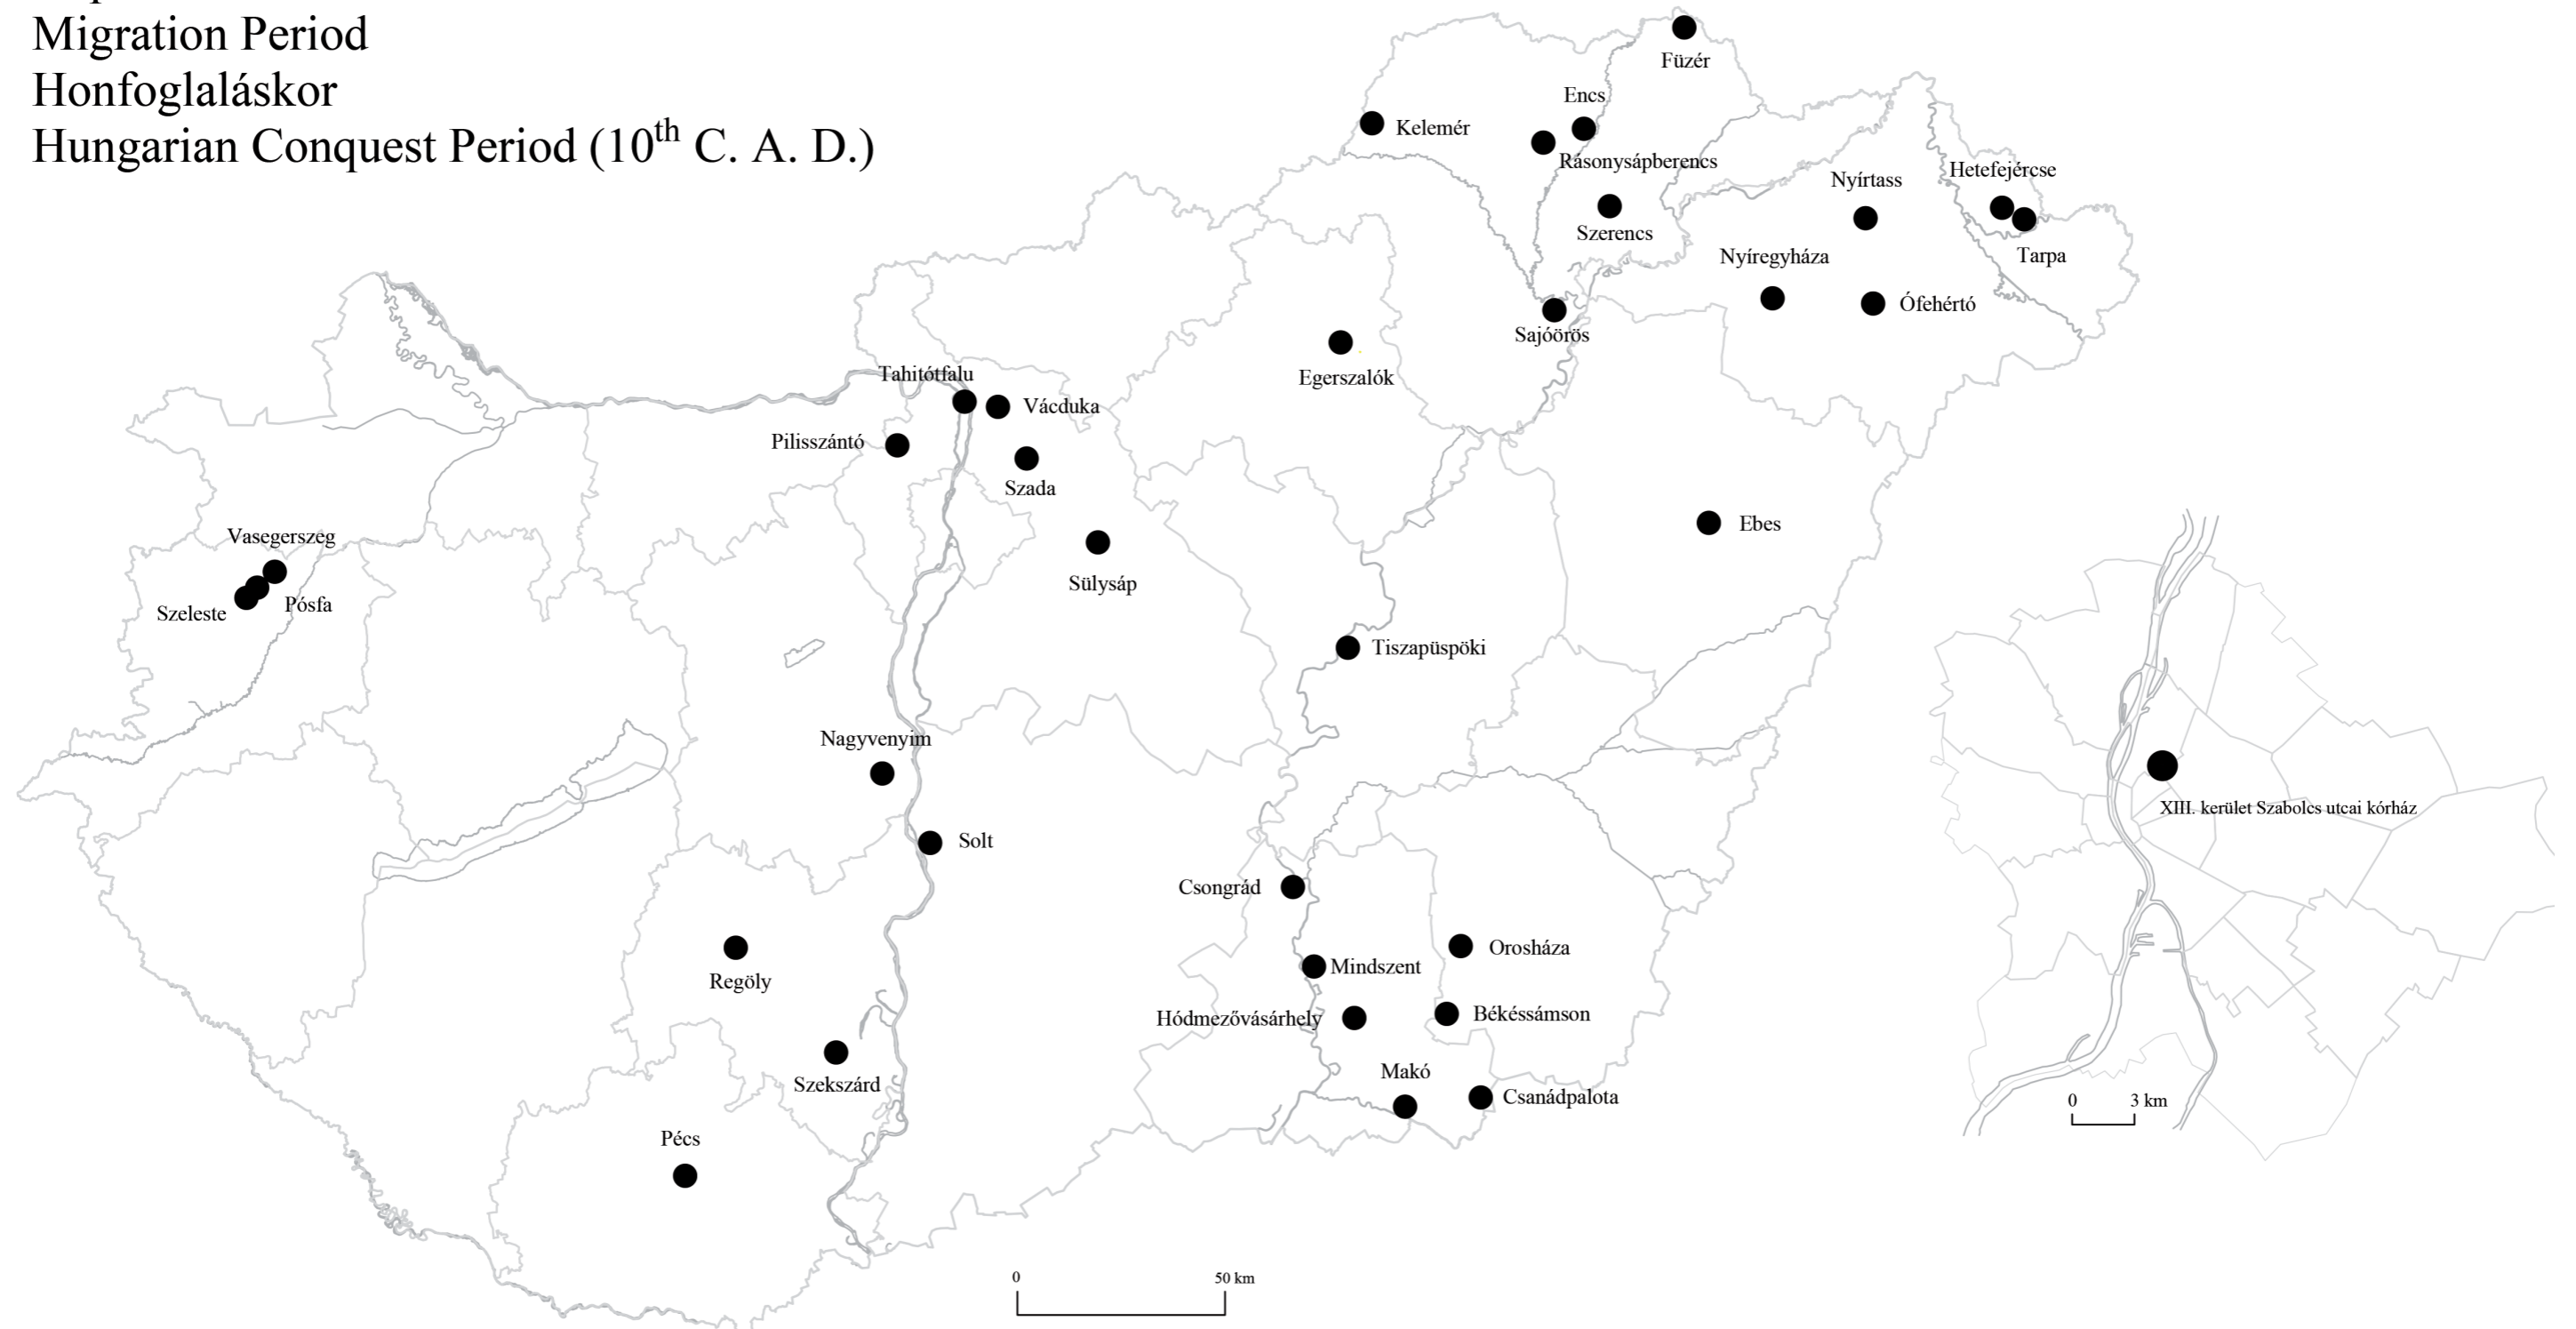 Migration Period
Honfoglaláskor
Hungarian Conquest Period (10th C. A. D.)
Füzér
Encs
Kelemér
Rásonysápberencs
Hetefejércse
Nyírtass
Szerencs
Tarpa
Nyíregyháza
Ófehértó
Sajóörös
Egerszalók
Tahitótfalu
Vácduka
Pilisszántó
Szada
Ebes
Vasegerszeg
Sülysáp
Pósfa
Szeleste
Tiszapüspöki
Nagyvenyim
XIII. kerület Szabolcs utcai kórház
Solt
Csongrád
Orosháza
Mindszent
Regöly
Békéssámson
Hódmezővásárhely
Makó
Szekszárd
Csanádpalota
0 3 km
Pécs
0 50 km